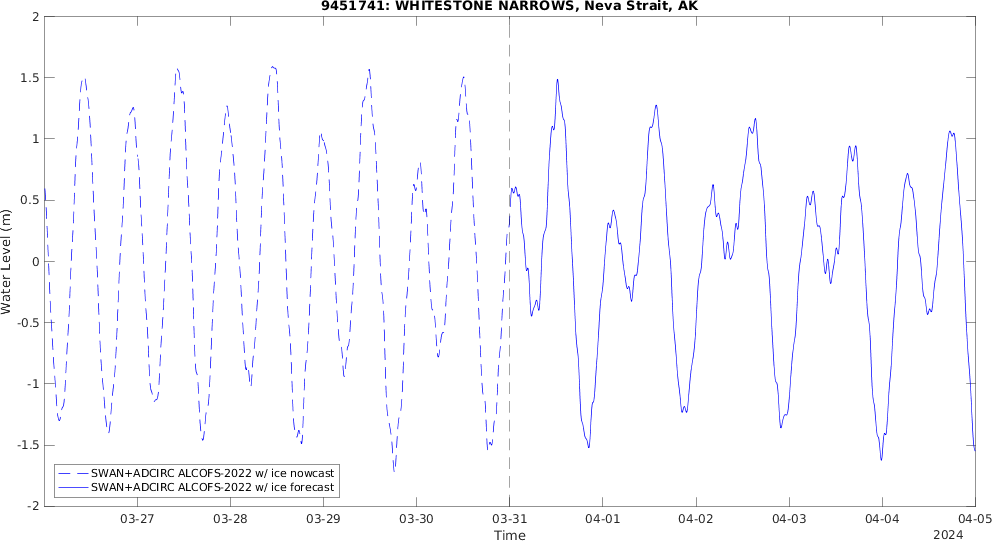 9451741: WHITESTONE NARROWS, Neva Strait, AK
Water Level (m)
2
1.5
1
0.5
0
-0.5
-1
-1.5
-2
SWAN+ADCIRC ALCOFS-2022 w/ ice nowcast
SWAN+ADCIRC ALCOFS-2022 w/ ice forecast
03-27 03-28 03-29 03-30 03-31 04-01 04-02 04-03 04-04 04-05
Time
2024